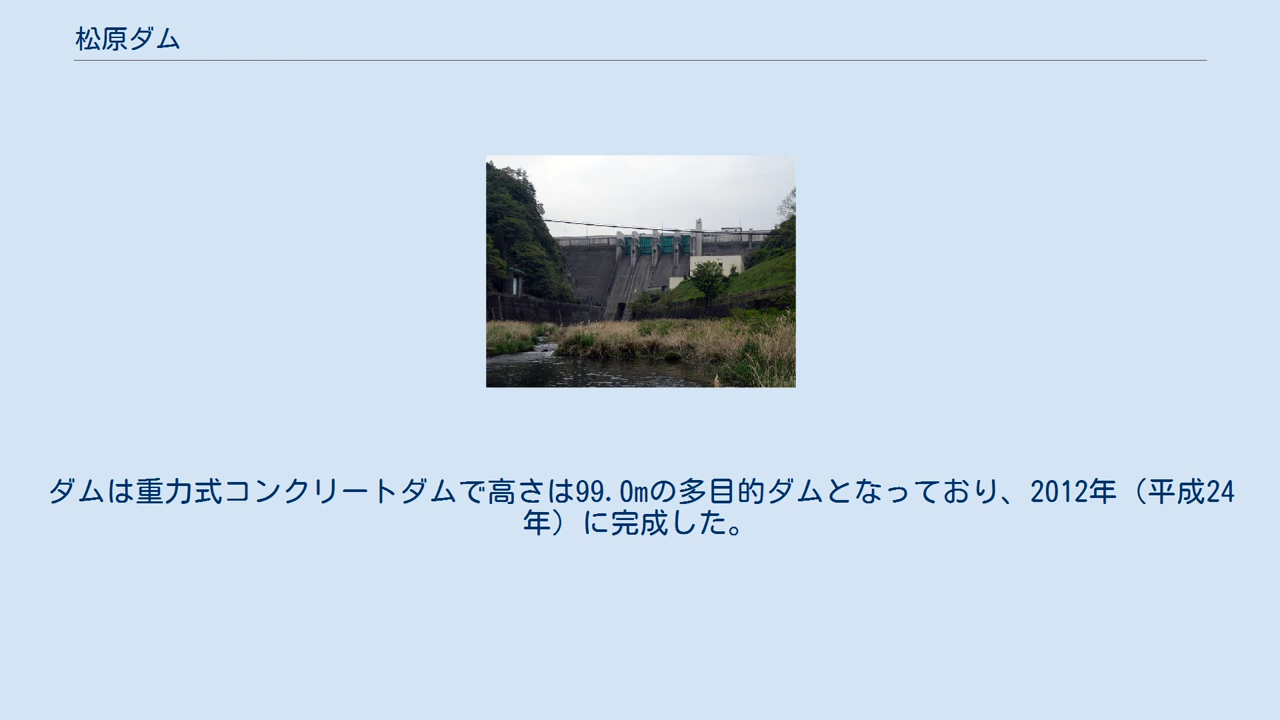 松原ダム
ダムは重力式コンクリートダムで高さは99.0mの多目的ダムとなっており、2012年（平成24
年）に完成した。